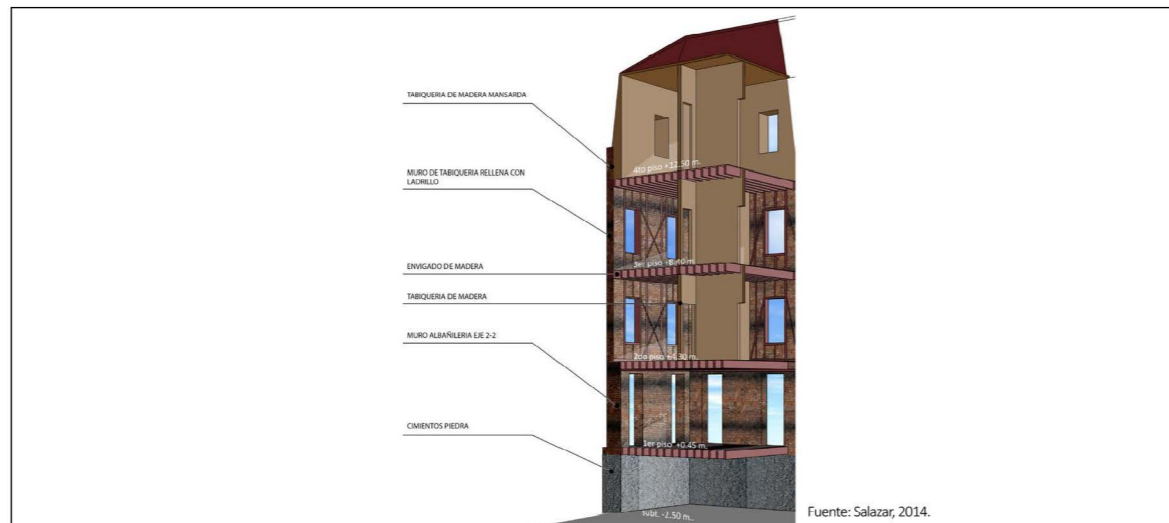 TABIQUERIA DE MADERA MANSARDA
4to piso +12.50 m.
MURO DE TABIQUERIA RELLENA CON
LADRILLO
3er piso +8.40 m.
ENVIGADO DE MADERA
TABIQUERIA DE MADERA
MURO ALBAÑILERIA EJE 2-2
2do piso +4.30 m.
CIMIENTOS PIEDRA
1er piso +0.45 m.
subt. -2.50 m.
Fuente: Salazar, 2014.